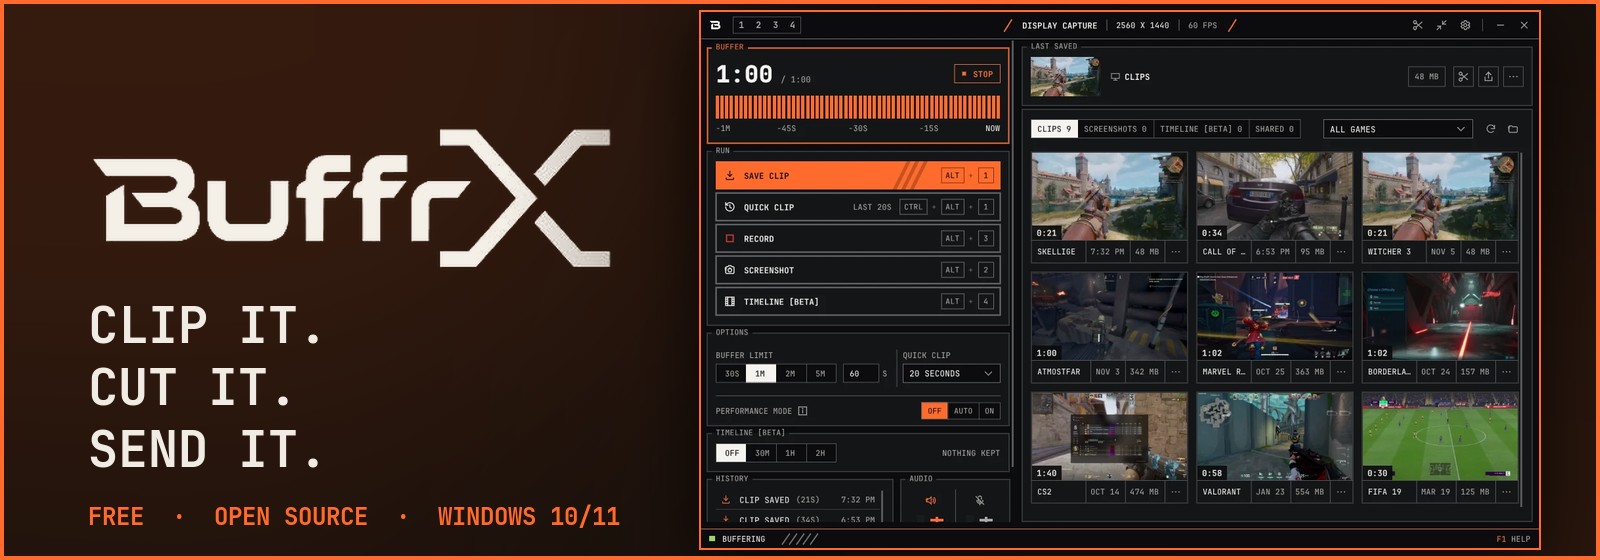 BuffrX
CLIP IT.
CUT IT.
SEND IT.
FREE · OPEN SOURCE · WINDOWS 10/11
B 1 2 3 4 DISPLAY CAPTURE 2560 X 1440 60 FPS
BUFFER
1:00 / 1:00 STOP
-1M -45S -30S -15S NOW
RUN
SAVE CLIP ALT + 1
QUICK CLIP LAST 20S CTRL + ALT + 1
RECORD ALT + 3
SCREENSHOT ALT + 2
TIMELINE [BETA] ALT + 4
OPTIONS
BUFFER LIMIT QUICK CLIP
30S 1M 2M 5M 60 S 20 SECONDS
PERFORMANCE MODE OFF AUTO ON
TIMELINE [BETA]
OFF 30M 1H 2H NOTHING KEPT
HISTORY AUDIO
CLIP SAVED (21S) 7:32 PM
CLIP SAVED (34S) 6:53 PM
BUFFERING
LAST SAVED
CLIPS 48 MB ...
CLIPS 9 SCREENSHOTS 0 TIMELINE [BETA] 0 SHARED 0 ALL GAMES
0:21 0:34 0:21
SKELLIGE 7:32 PM 48 MB ... CALL OF … 6:53 PM 95 MB ... WITCHER 3 NOV 5 48 MB ...
1:00 1:02 1:02
ATMOSTFAR NOV 3 342 MB ... MARVEL R… OCT 25 363 MB ... BORDERLA… OCT 24 157 MB ...
1:40 0:58 0:30
CS2 OCT 14 474 MB ... VALORANT JAN 23 554 MB ... FIFA 19 MAR 19 125 MB ...
F1 HELP